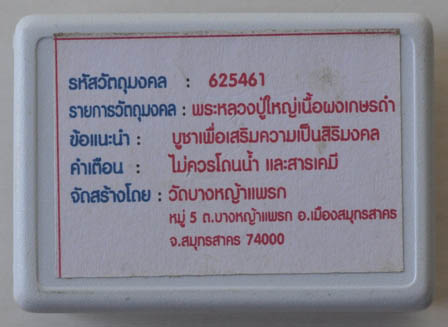 รหัสวัตถุมงคล : 625461
รายการวัตถุมงคล : พระหลวงปู่ใหญ่เนื้อผงเกษรดำ
ข้อแนะนำ : บูชาเพื่อเสริมความเป็นสิริมงคล
คำเตือน : ไม่ควรโดนน้ำ และสารเคมี
จัดสร้างโดย : วัดบางหญ้าแพรก
หมู่ 5 ต.บางหญ้าแพรก อ.เมืองสมุทรสาคร
จ.สมุทรสาคร 74000